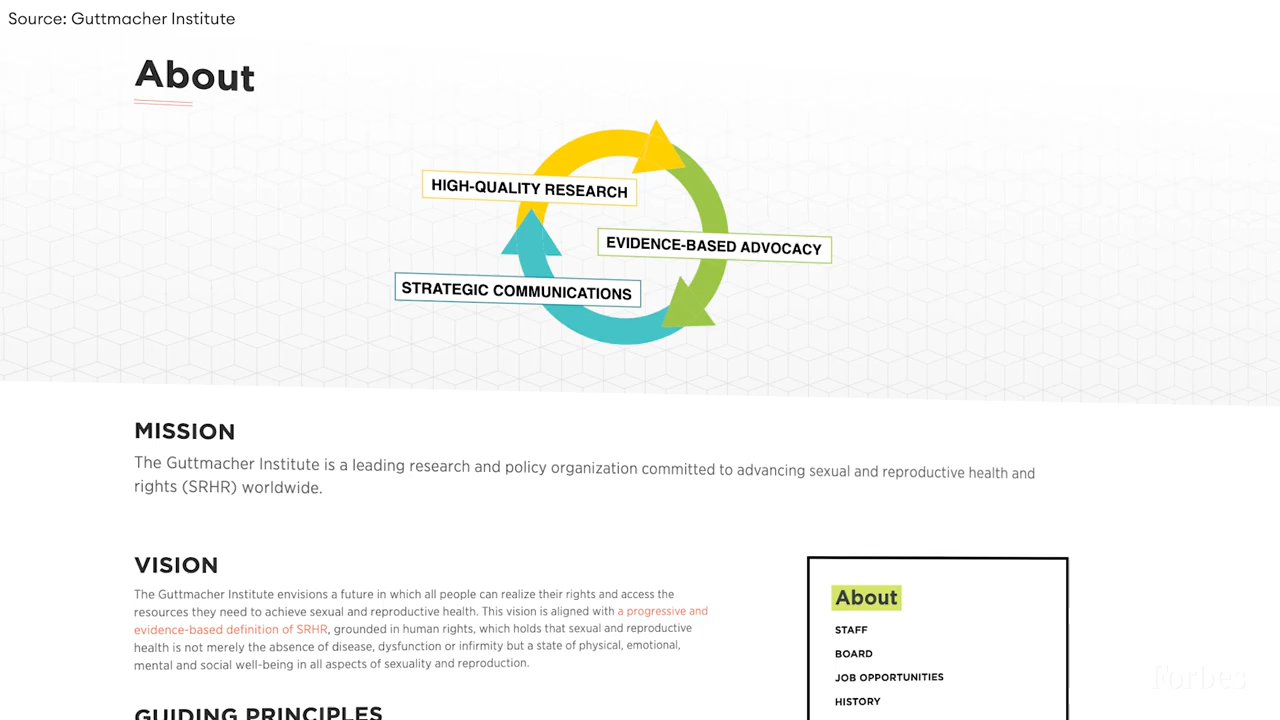 Source: Guttmacher Institute
About
HIGH-QUALITY RESEARCH
EVIDENCE-BASED ADVOCACY
STRATEGIC COMMUNICATIONS
MISSION
The Guttmacher Institute is a leading research and policy organization committed to advancing sexual and reproductive health and
rights (SRHR) worldwide.
VISION
The Guttmacher Institute envisions a future in which all people can realize their rights and access the
resources they need to achieve sexual and reproductive health. This vision is aligned with a progressive and
evidence-based definition of SRHR, grounded in human rights, which holds that sexual and reproductive
health is not merely the absence of disease, dysfunction or infirmity but a state of physical, emotional,
mental and social well-being in all aspects of sexuality and reproduction.
GUIDING PRINCIPLES
About
STAFF
BOARD
JOB OPPORTUNITIES
HISTORY
Forbes